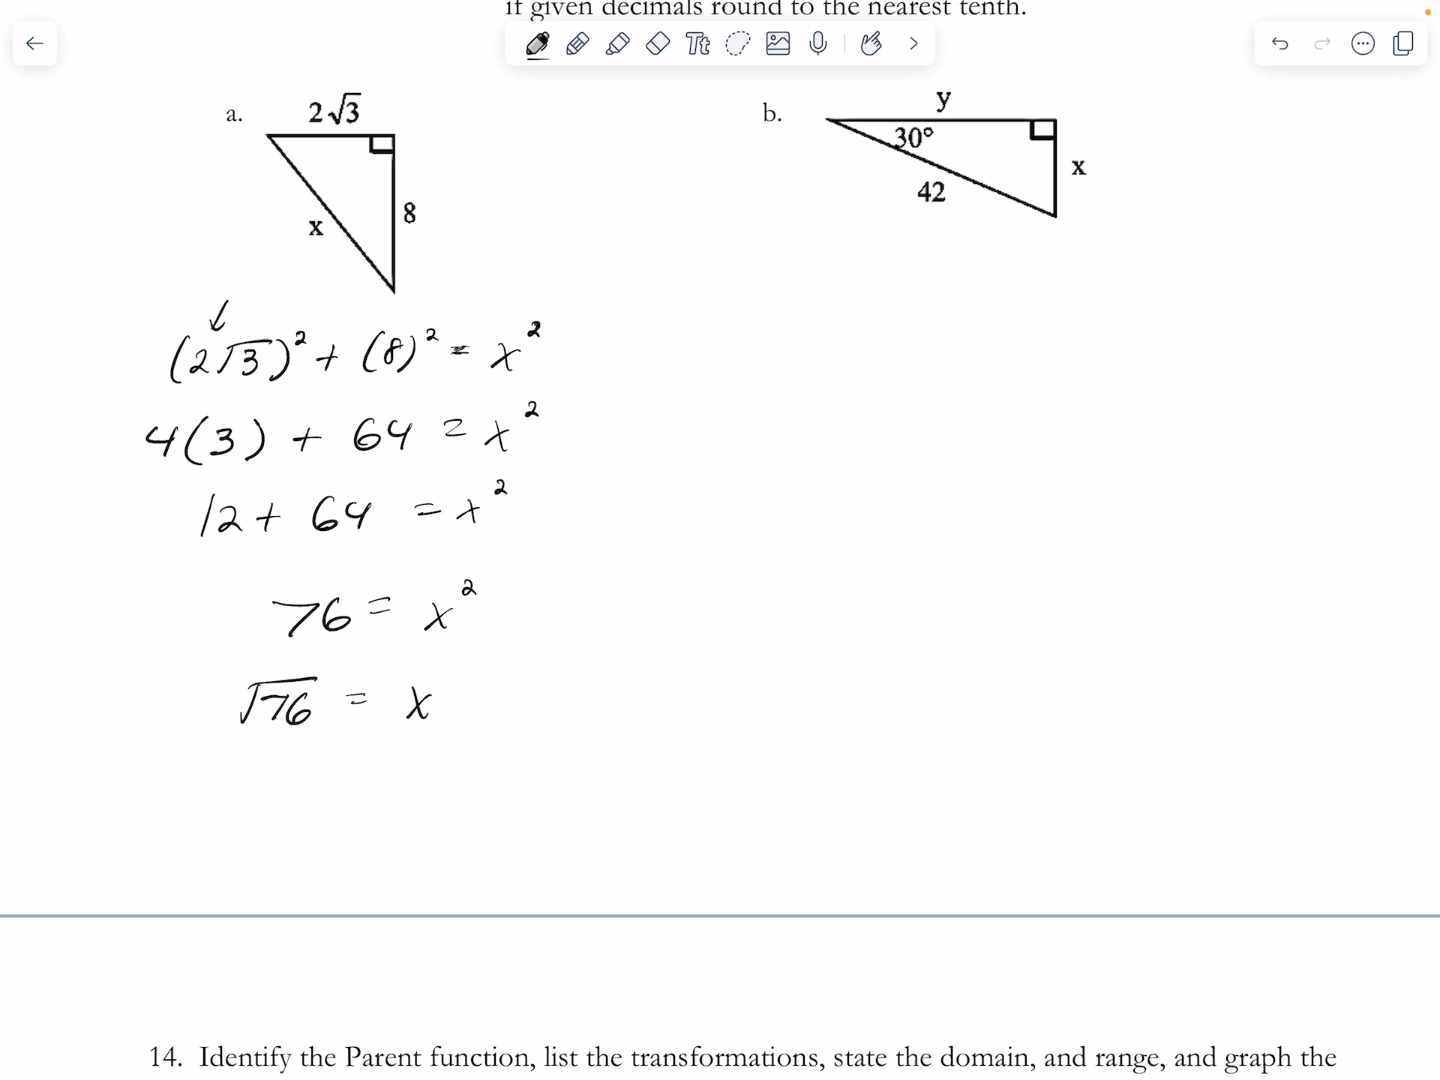 if given decimals round to the nearest tenth.
Tt
a.
2√3
x
8
b.
y
30°
42
x
(2√3)² + (8)² = x²
4(3) + 64 = x²
12 + 64 = x²
76 = x²
√76 = x
14. Identify the Parent function, list the transformations, state the domain, and range, and graph the